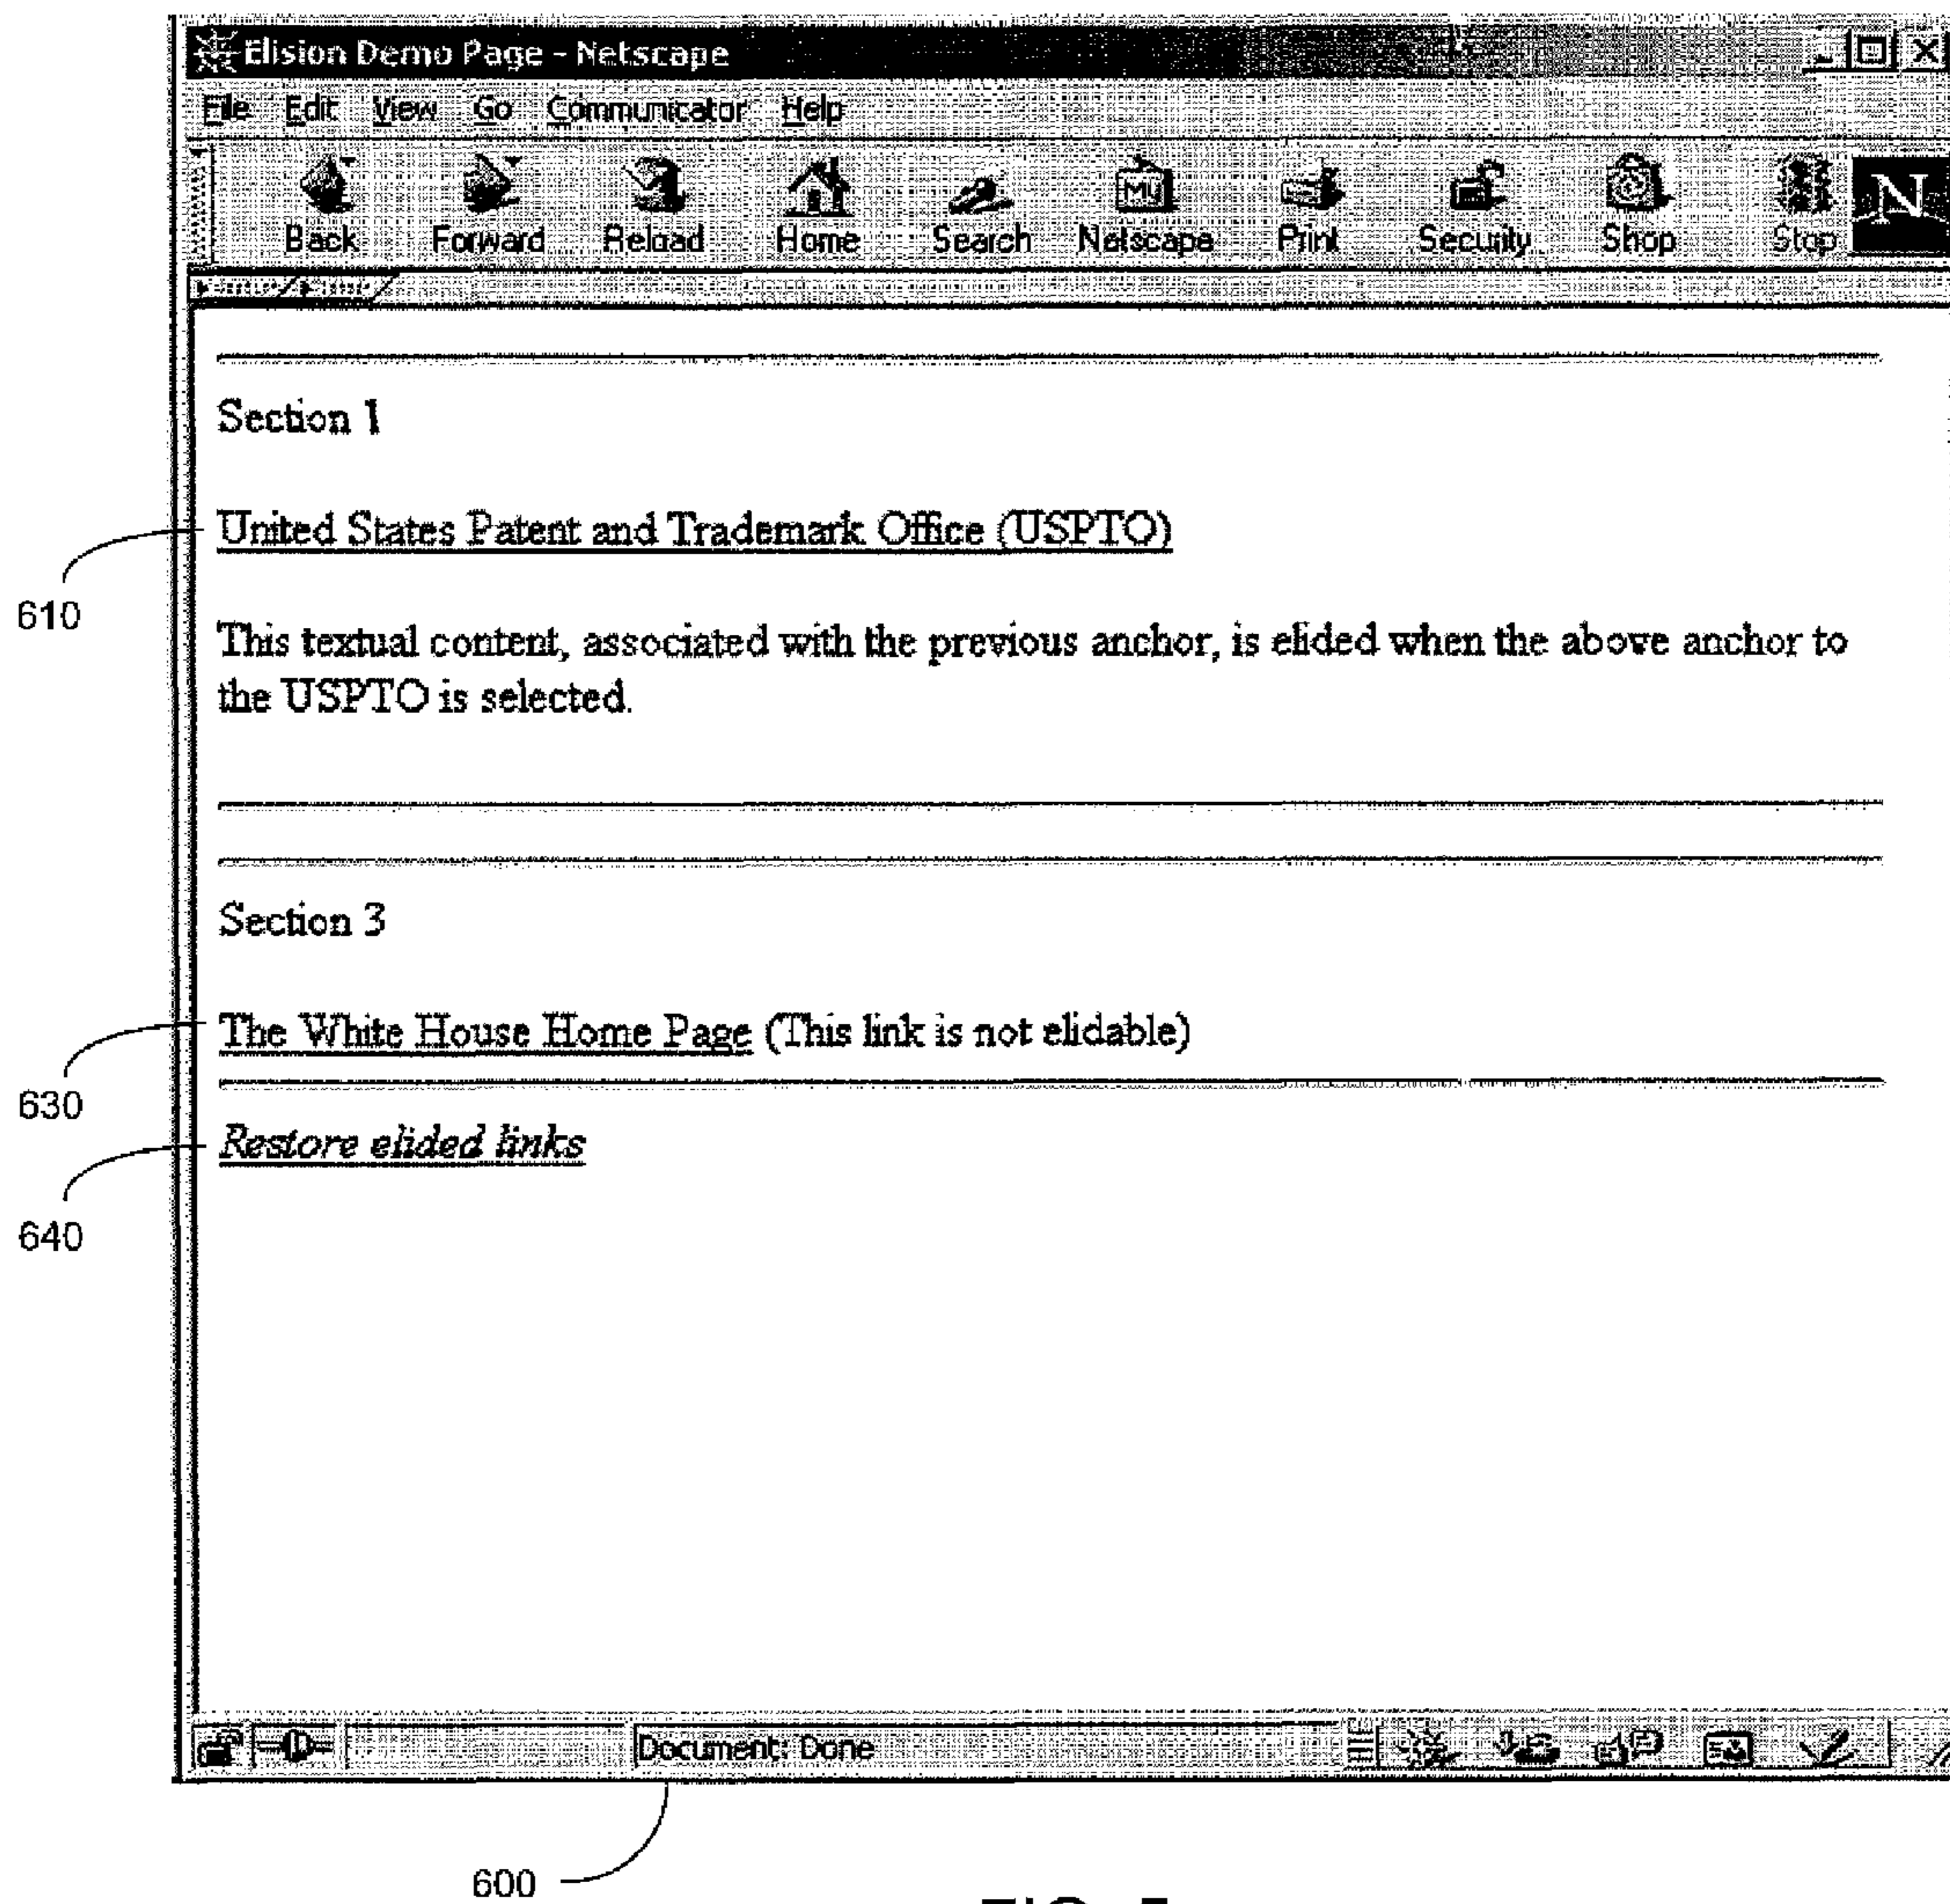 Elision Demo Page - Netscape
File Edit View Go Communicator Help
My N
Back Forward Reload Home Search Netscape Print Security Shop Stop
Section 1
United States Patent and Trademark Office (USPTO)
610
This textual content, associated with the previous anchor, is elided when the above anchor to
the USPTO is selected.
Section 3
The White House Home Page (This link is not elidable)
630
Restore elided links
640
Document: Done
600